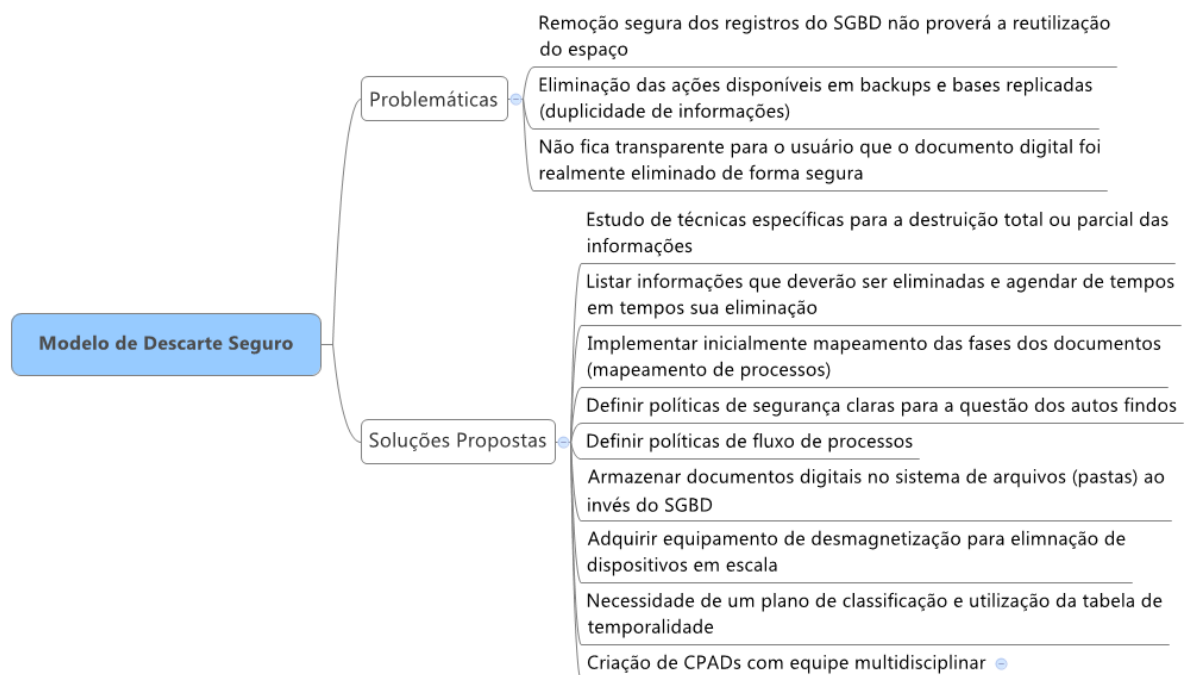 Remoção segura dos registros do SGBD não proverá a reutilização
do espaço
Problemáticas
Eliminação das ações disponíveis em backups e bases replicadas
(duplicidade de informações)
Não fica transparente para o usuário que o documento digital foi
realmente eliminado de forma segura
Modelo de Descarte Seguro
Estudo de técnicas específicas para a destruição total ou parcial das
informações
Listar informações que deverão ser eliminadas e agendar de tempos
em tempos sua eliminação
Implementar inicialmente mapeamento das fases dos documentos
(mapeamento de processos)
Definir políticas de segurança claras para a questão dos autos findos
Soluções Propostas
Definir políticas de fluxo de processos
Armazenar documentos digitais no sistema de arquivos (pastas) ao
invés do SGBD
Adquirir equipamento de desmagnetização para elimnação de
dispositivos em escala
Necessidade de um plano de classificação e utilização da tabela de
temporalidade
Criação de CPADs com equipe multidisciplinar